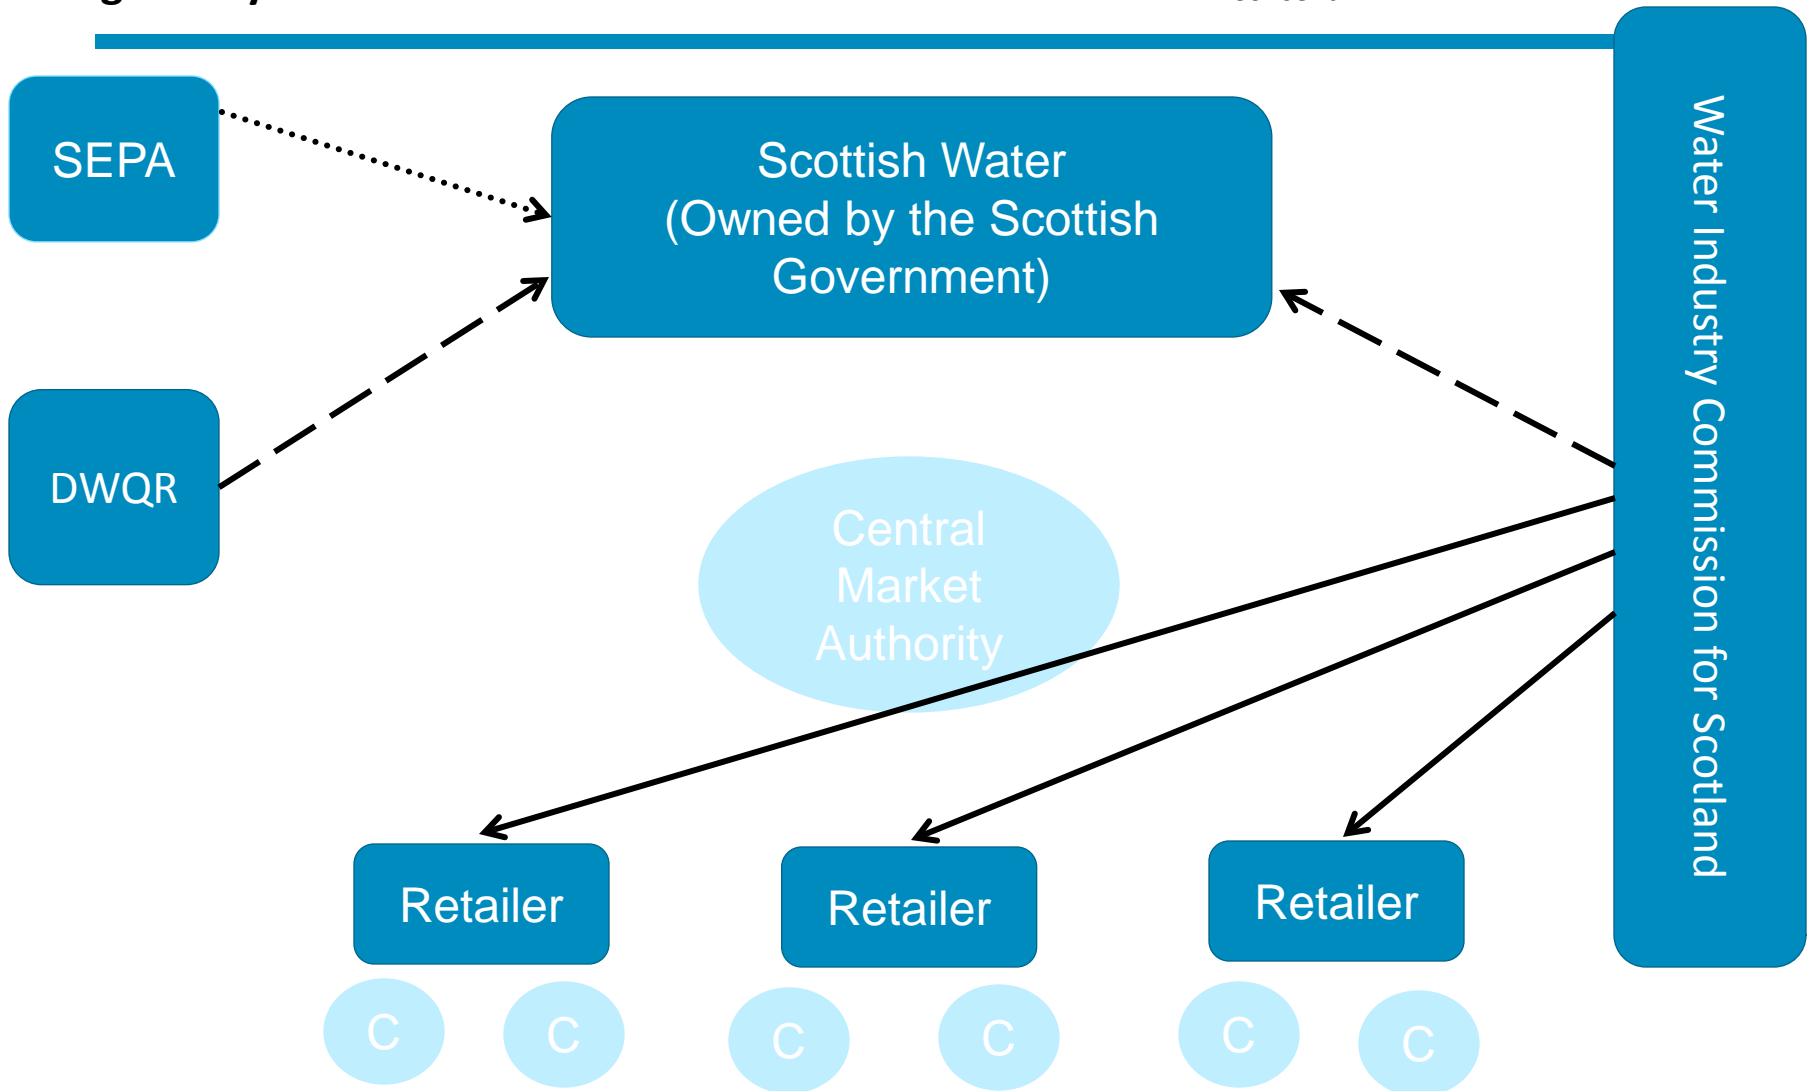 SEPA
Scottish Water
(Owned by the Scottish
Government)
Water Industry Commission for Scotland
DWQR
Central
Market
Authority
Retailer
Retailer
Retailer
C
C
C
C
C
C